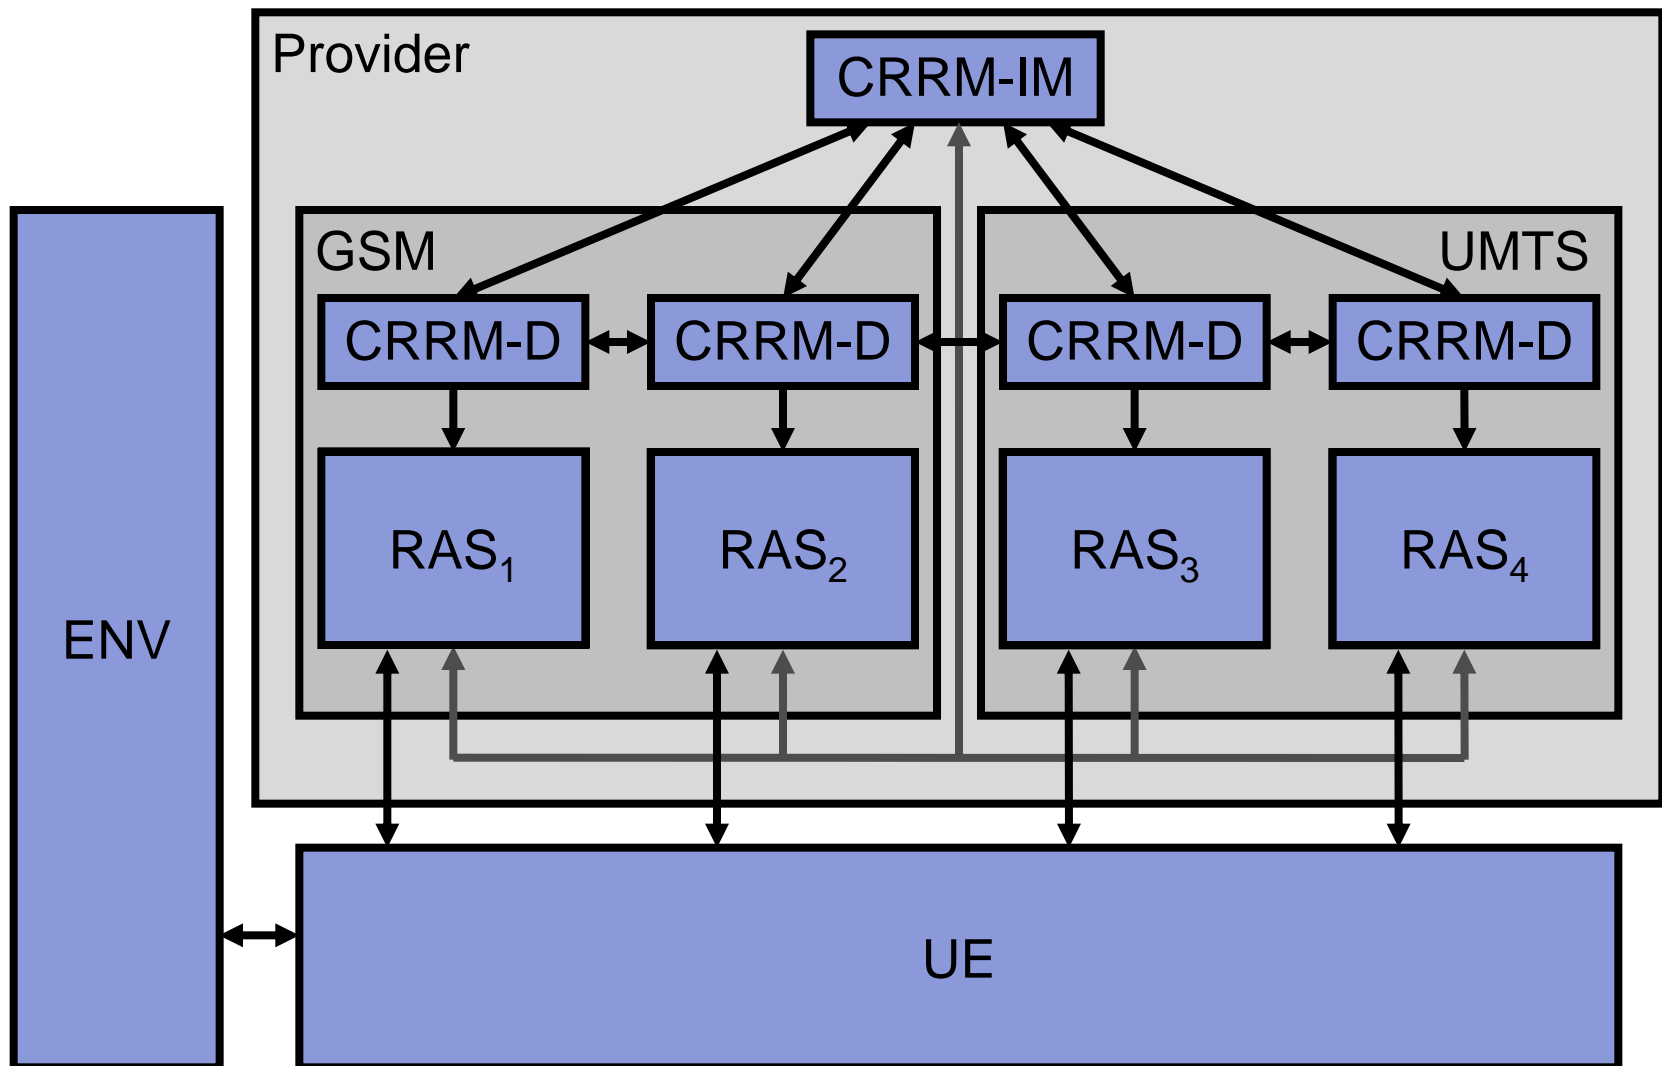 Provider
CRRM-IM
GSM
UMTS
CRRM-D
CRRM-D
CRRM-D
CRRM-D
RAS₁
RAS₂
RAS₃
RAS₄
ENV
UE